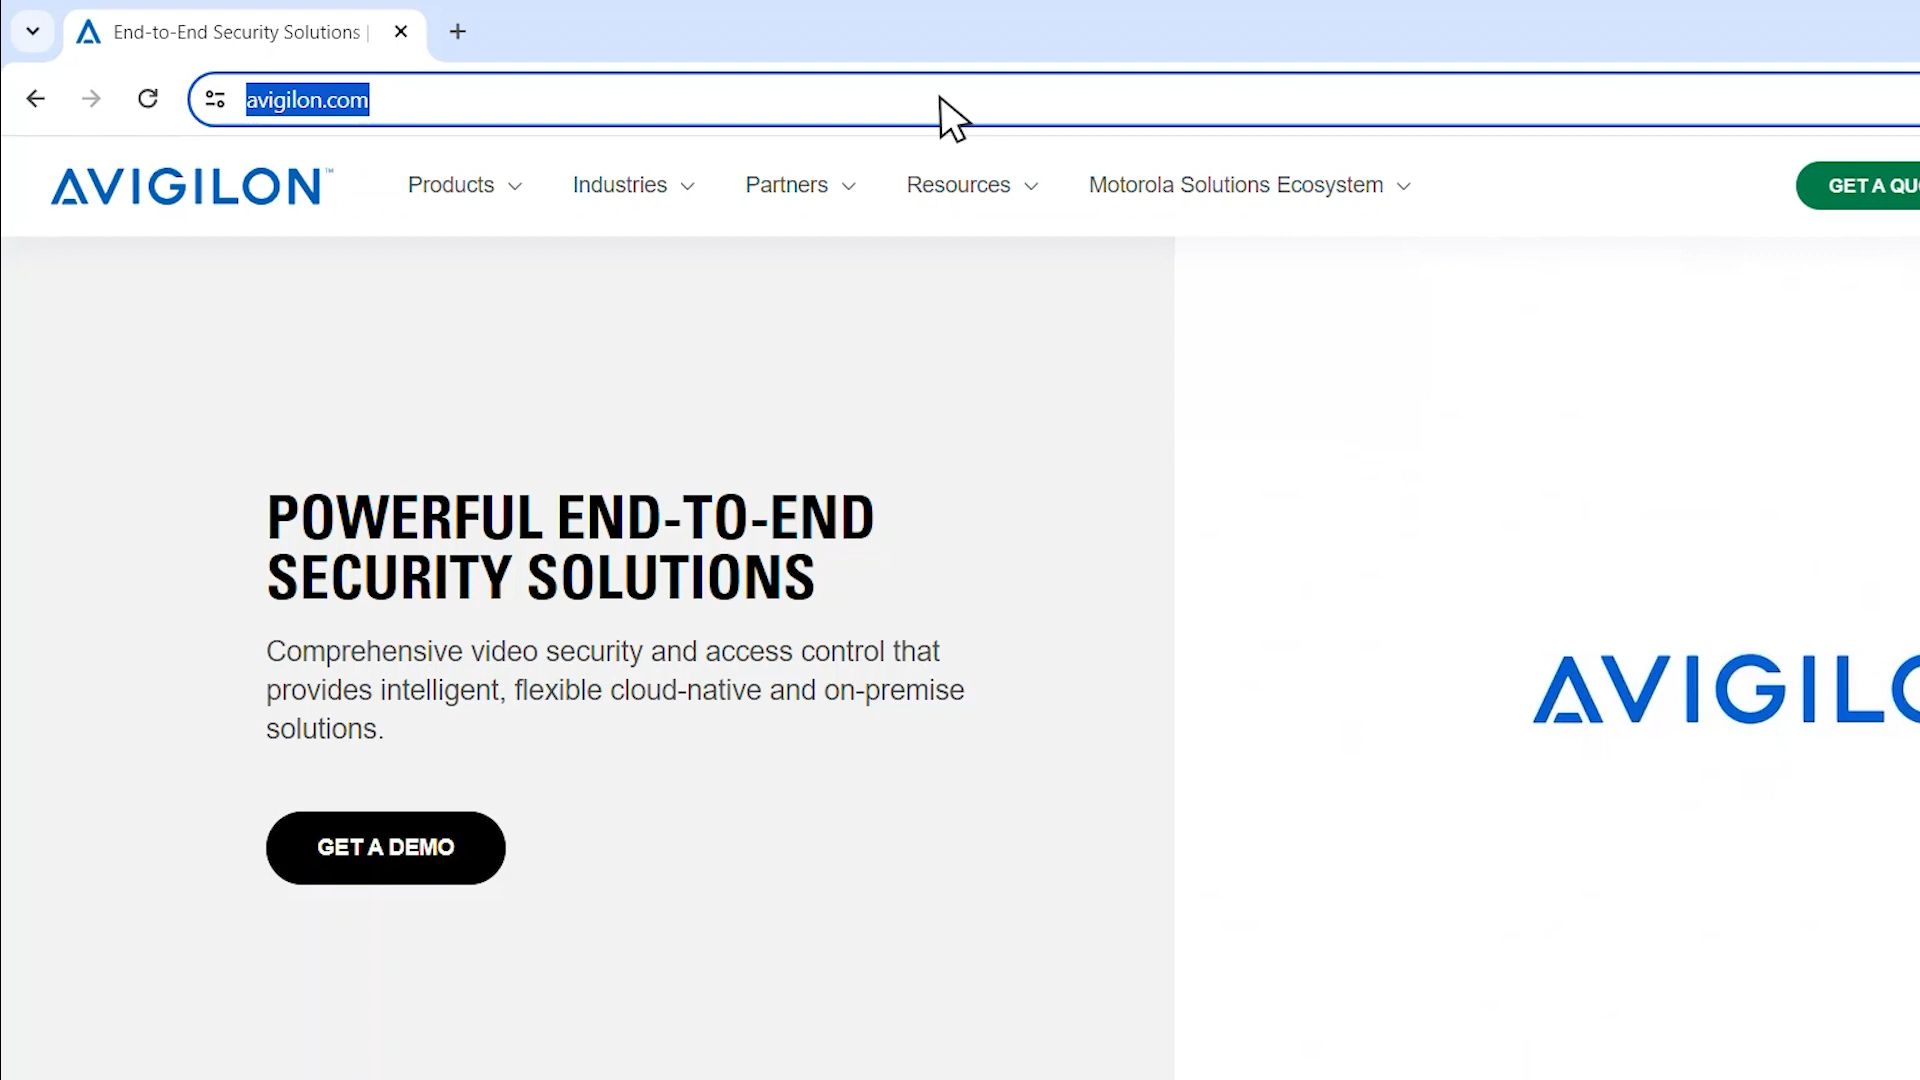 End-to-End Security Solutions |
avigilon.com
AVIGILON™
Products
Industries
Partners
Resources
Motorola Solutions Ecosystem
GET A QU
POWERFUL END-TO-END
SECURITY SOLUTIONS
Comprehensive video security and access control that
provides intelligent, flexible cloud-native and on-premise
solutions.
GET A DEMO
AVIGILO